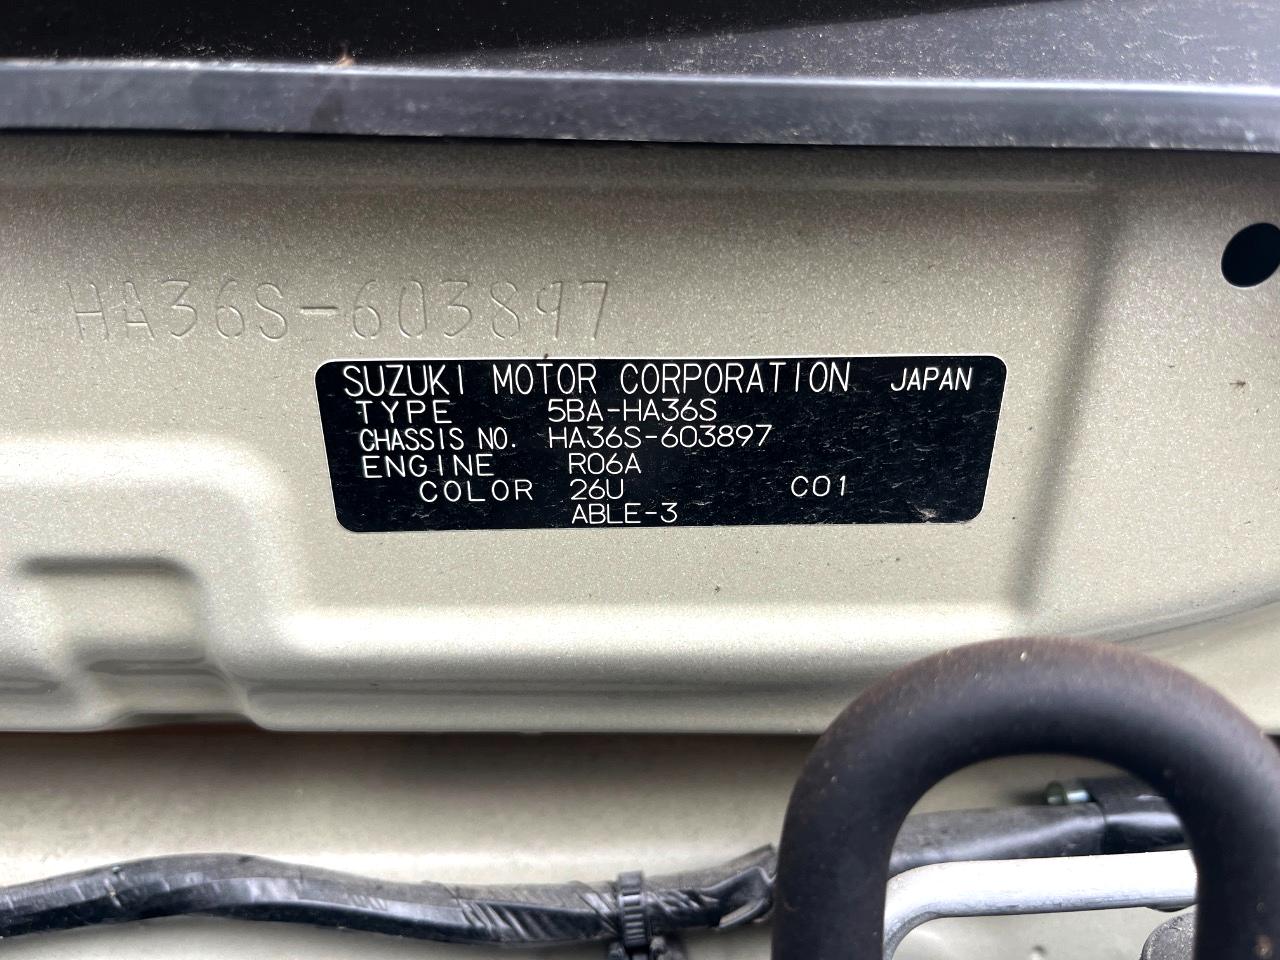 HA36S-603897
SUZUKI MOTOR CORPORATION JAPAN
TYPE 5BA-HA36S
CHASSIS NO. HA36S-603897
ENGINE R06A
COLOR 26U C01
ABLE-3